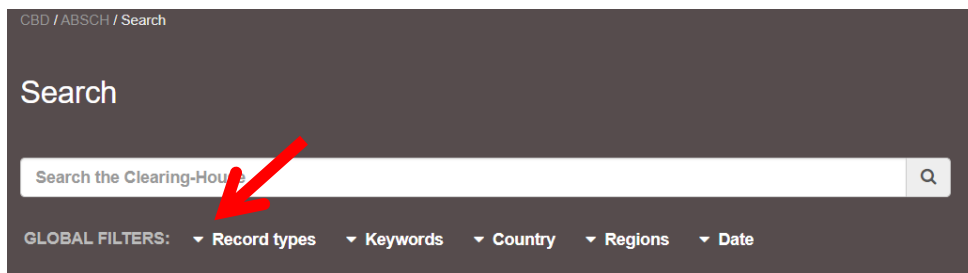 CBD / ABSCH / Search
Search
Search the Clearing-House
GLOBAL FILTERS: Record types Keywords Country Regions Date